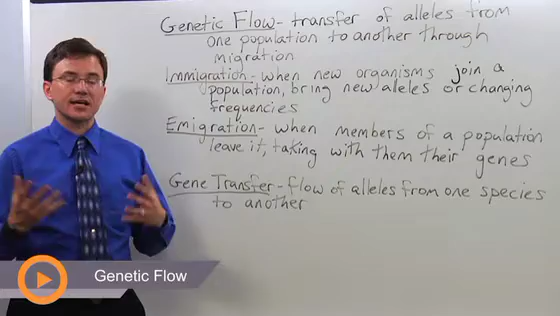 Genetic Flow - transfer of alleles from
one population to another through
migration
Immigration - when new organisms join a
population, bring new alleles or changing
frequencies
Emigration - when members of a population
leave it, taking with them their genes
Gene Transfer - flow of alleles from one species
to another
Genetic Flow